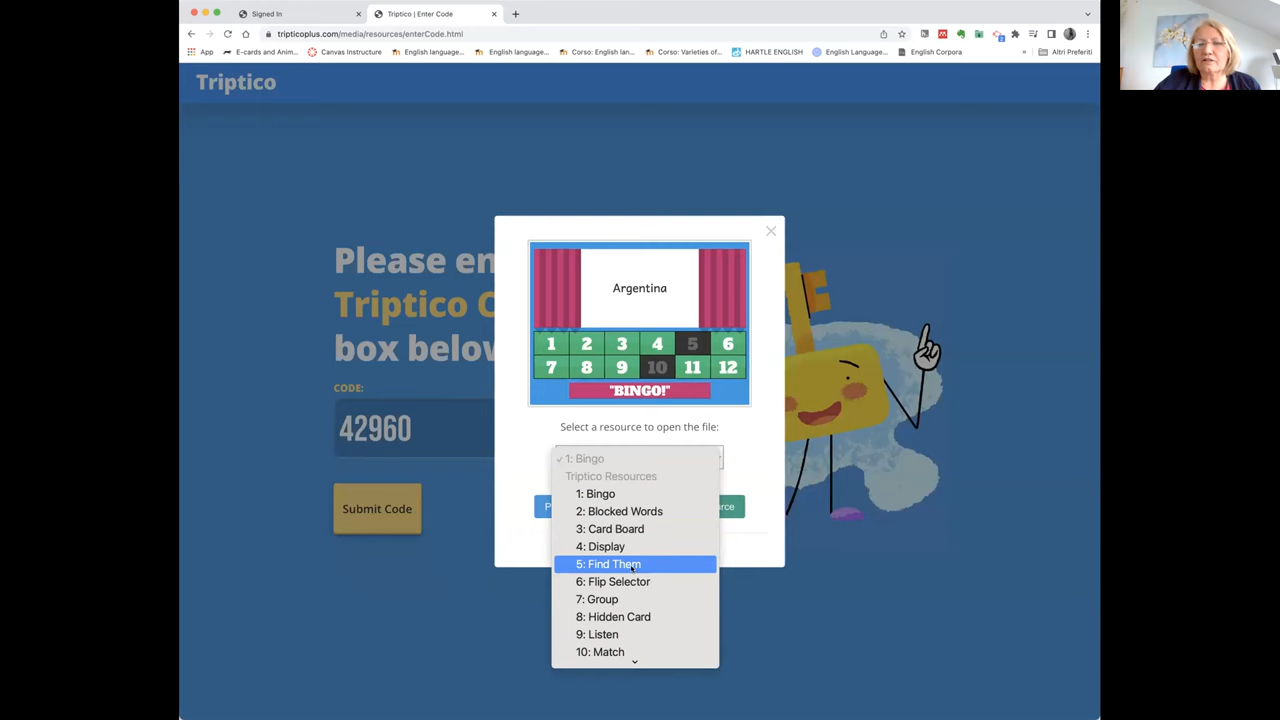 Signed In
Triptico | Enter Code
tripticoplus.com/media/resources/enterCode.html
App
E-cards and Anim...
Canvas Instructure
English language...
English language...
Corso: English lan...
Corso: Varieties of...
HARTLE ENGLISH
English Language...
English Corpora
»
Altri Preferiti
Triptico
Please en
Triptico C
box below
CODE:
42960
Submit Code
Argentina
1 2 3 4 5 6
7 8 9 10 11 12
"BINGO!"
Select a resource to open the file:
✓ 1: Bingo
Triptico Resources
1: Bingo
2: Blocked Words
3: Card Board
4: Display
5: Find Them
6: Flip Selector
7: Group
8: Hidden Card
9: Listen
10: Match
P
urce